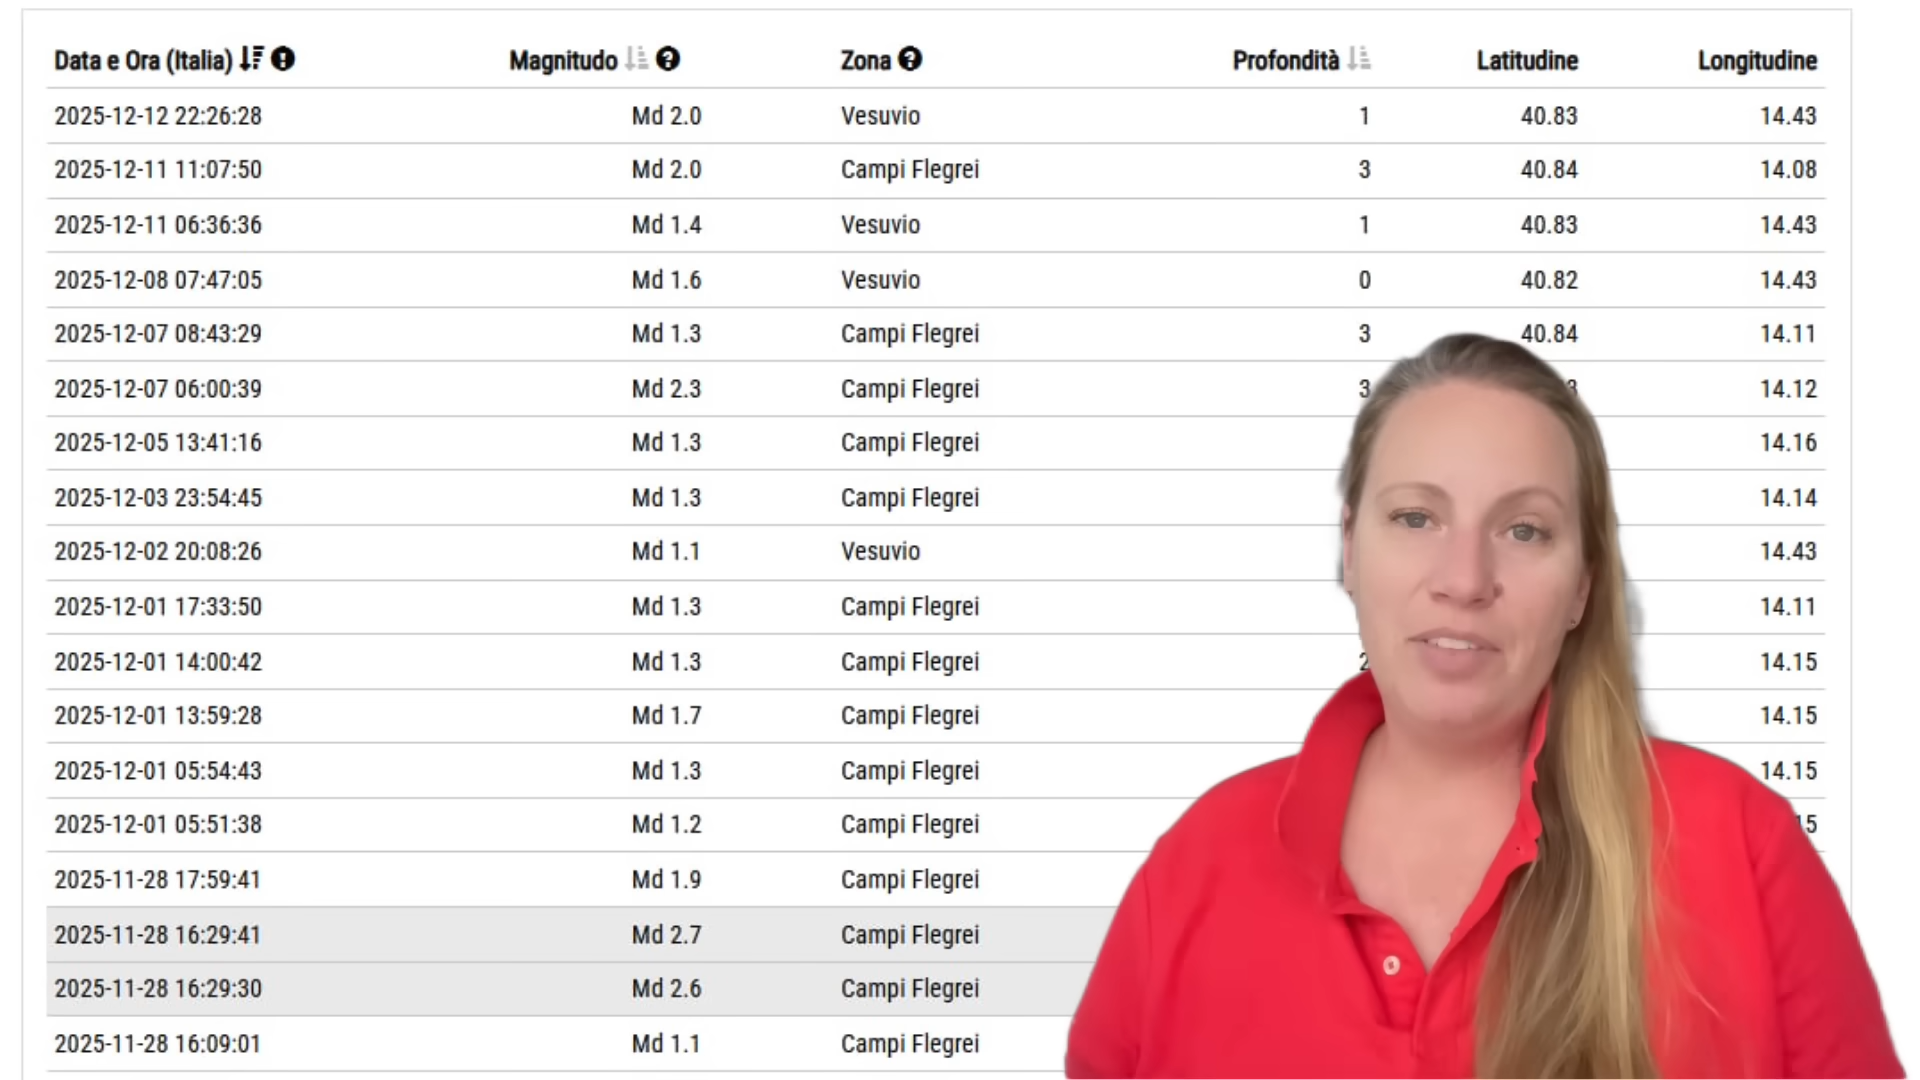 Data e Ora (Italia) Magnitudo Zona Profondità Latitudine Longitudine
2025-12-12 22:26:28 Md 2.0 Vesuvio 1 40.83 14.43
2025-12-11 11:07:50 Md 2.0 Campi Flegrei 3 40.84 14.08
2025-12-11 06:36:36 Md 1.4 Vesuvio 1 40.83 14.43
2025-12-08 07:47:05 Md 1.6 Vesuvio 0 40.82 14.43
2025-12-07 08:43:29 Md 1.3 Campi Flegrei 3 40.84 14.11
2025-12-07 06:00:39 Md 2.3 Campi Flegrei 3 14.12
2025-12-05 13:41:16 Md 1.3 Campi Flegrei 14.16
2025-12-03 23:54:45 Md 1.3 Campi Flegrei 14.14
2025-12-02 20:08:26 Md 1.1 Vesuvio 14.43
2025-12-01 17:33:50 Md 1.3 Campi Flegrei 14.11
2025-12-01 14:00:42 Md 1.3 Campi Flegrei 2 14.15
2025-12-01 13:59:28 Md 1.7 Campi Flegrei 14.15
2025-12-01 05:54:43 Md 1.3 Campi Flegrei 14.15
2025-12-01 05:51:38 Md 1.2 Campi Flegrei
2025-11-28 17:59:41 Md 1.9 Campi Flegrei
2025-11-28 16:29:41 Md 2.7 Campi Flegrei
2025-11-28 16:29:30 Md 2.6 Campi Flegrei
2025-11-28 16:09:01 Md 1.1 Campi Flegrei